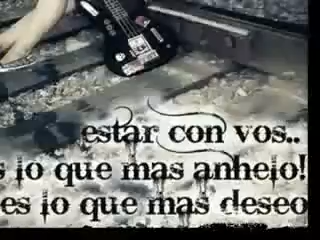 estar con vos..
s lo que mas anhelo!
es lo que mas deseo